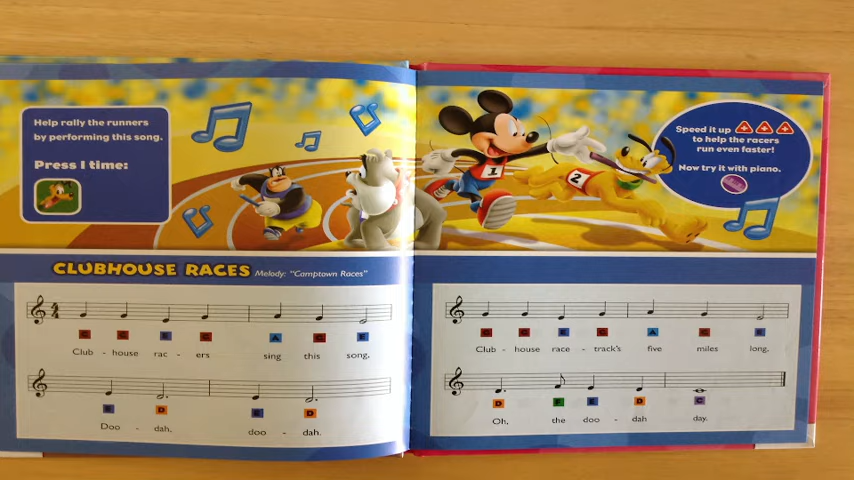 Help rally the runners
by performing this song.
Press 1 time:
CLUBHOUSE RACES Melody: "Camptown Races"
4
4
G G E G A G E
Club - house rac - ers sing this song.
E D E D
Doo - dah, doo - dah.
1
2
Speed it up
to help the racers
run even faster!
Now try it with piano.
G G E G A G E
Club - house race - track's five miles long.
D F E D C
Oh, the doo - dah day.